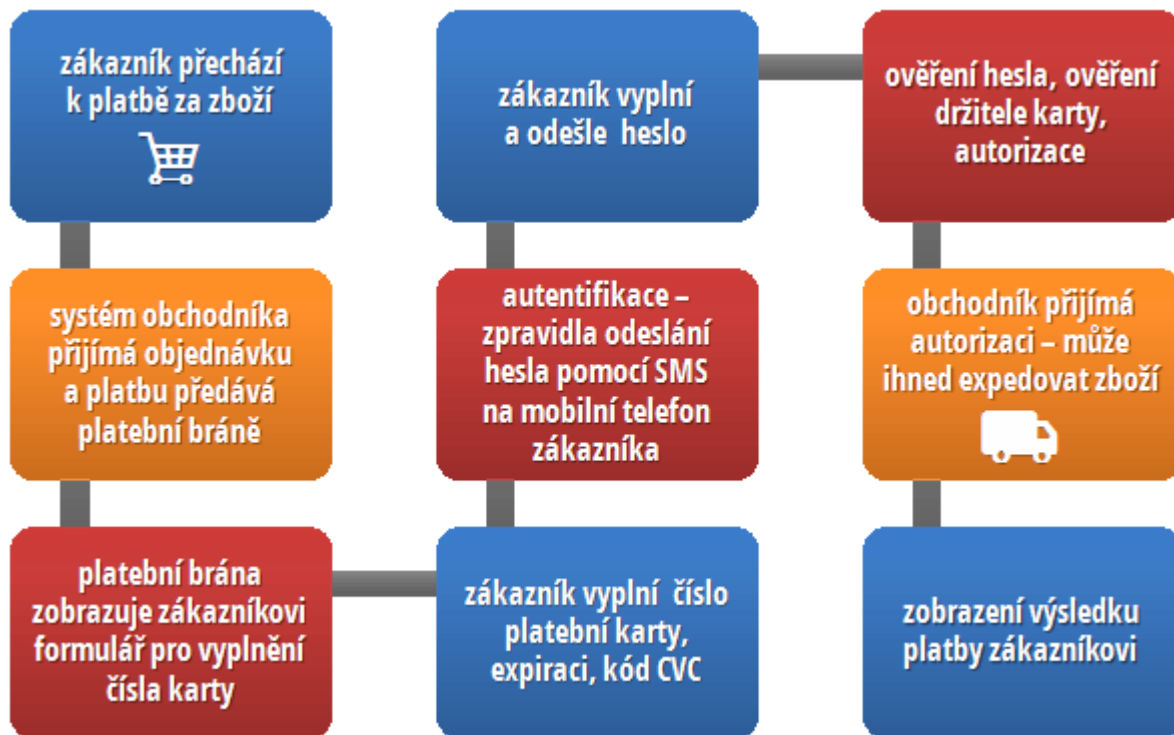 zákazník přechází
k platbě za zboží
systém obchodníka
přijímá objednávku
a platbu předává
platební bráně
platební brána
zobrazuje zákazníkovi
formulář pro vyplnění
čísla karty
zákazník vyplní číslo
platební karty,
expiraci, kód CVC
autentifikace –
zpravidla odeslání
hesla pomocí SMS
na mobilní telefon
zákazníka
zákazník vyplní
a odešle heslo
ověření hesla, ověření
držitele karty,
autorizace
obchodník přijímá
autorizaci – může
ihned expedovat zboží
zobrazení výsledku
platby zákazníkovi